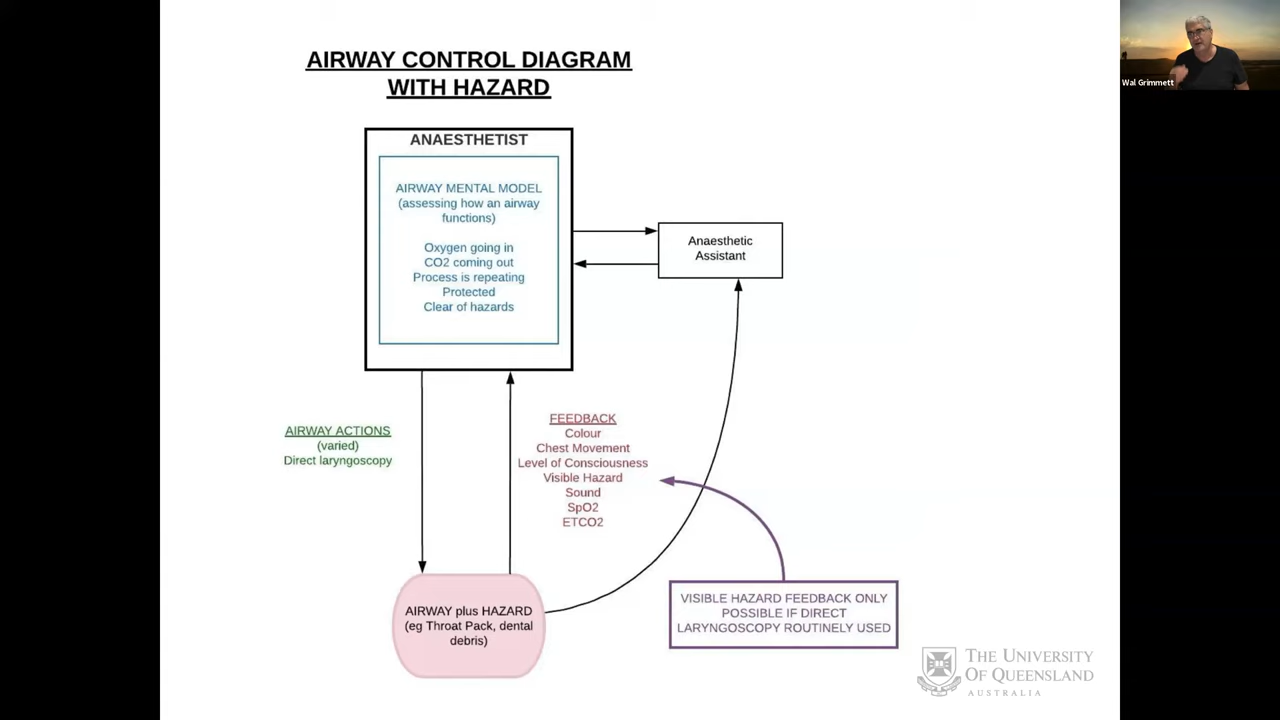 AIRWAY CONTROL DIAGRAM
WITH HAZARD
Wal Grimmett
ANAESTHETIST
AIRWAY MENTAL MODEL
(assessing how an airway
functions)
Oxygen going in
CO2 coming out
Process is repeating
Protected
Clear of hazards
Anaesthetic
Assistant
AIRWAY ACTIONS
(varied)
Direct laryngoscopy
FEEDBACK
Colour
Chest Movement
Level of Consciousness
Visible Hazard
Sound
SpO2
ETCO2
AIRWAY plus HAZARD
(eg Throat Pack, dental
debris)
VISIBLE HAZARD FEEDBACK ONLY
POSSIBLE IF DIRECT
LARYNGOSCOPY ROUTINELY USED
THE UNIVERSITY
OF QUEENSLAND
AUSTRALIA